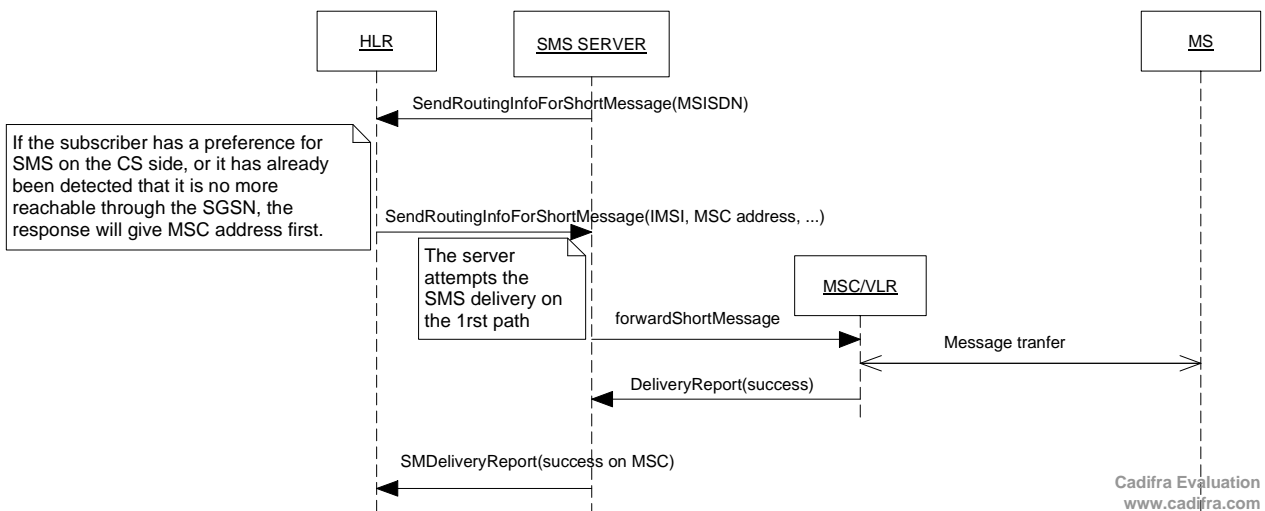 HLR
SMS SERVER
MS
SendRoutingInfoForShortMessage(MSISDN)
If the subscriber has a preference for
SMS on the CS side, or it has already
been detected that it is no more
reachable through the SGSN, the
response will give MSC address first.
SendRoutingInfoForShortMessage(IMSI, MSC address, ...)
The server
attempts the
SMS delivery on
the 1rst path
MSC/VLR
forwardShortMessage
Message tranfer
DeliveryReport(success)
SMDeliveryReport(success on MSC)
Cadifra Evaluation
www.cadifra.com